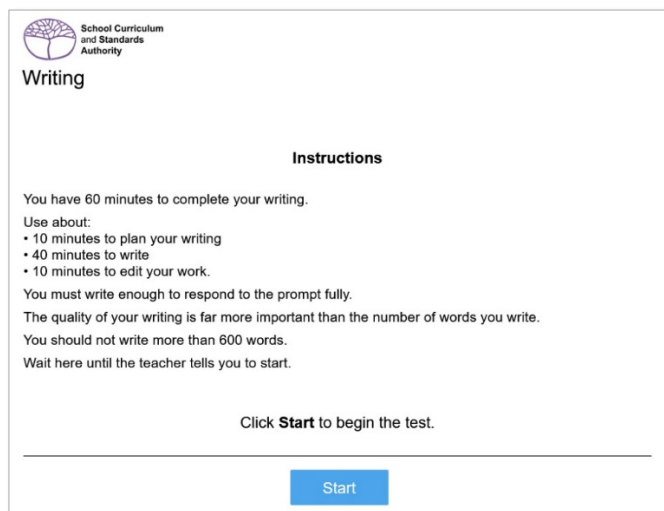 School Curriculum
and Standards
Authority
Writing
Instructions
You have 60 minutes to complete your writing.
Use about:
• 10 minutes to plan your writing
• 40 minutes to write
• 10 minutes to edit your work.
You must write enough to respond to the prompt fully.
The quality of your writing is far more important than the number of words you write.
You should not write more than 600 words.
Wait here until the teacher tells you to start.
Click Start to begin the test.
Start